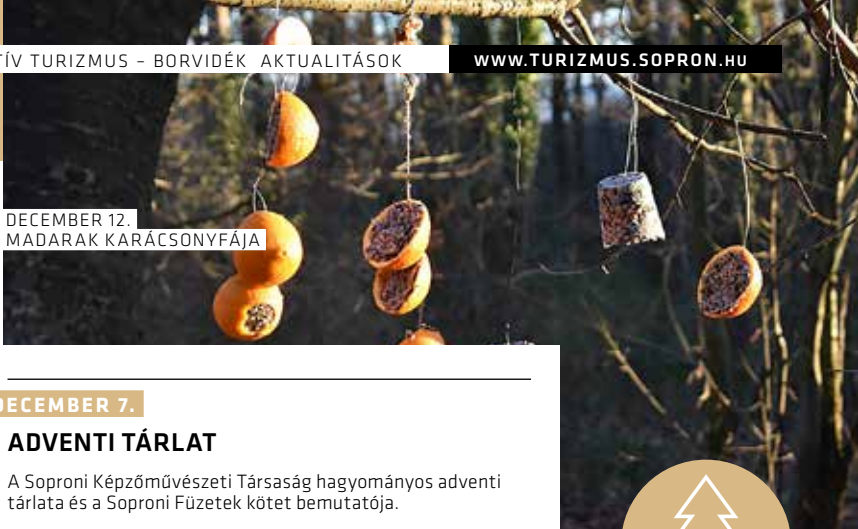 TURIZMUS – BORVIDÉK AKTUALITÁSOK
WWW.TURIZMUS.SOPRON.HU
DECEMBER 12.
MADARAK KARÁCSONYFÁJA
DECEMBER 7.
ADVENTI TÁRLAT
A Soproni Képzőművészeti Társaság hagyományos adventi
tárlata és a Soproni Füzetek kötet bemutatója.